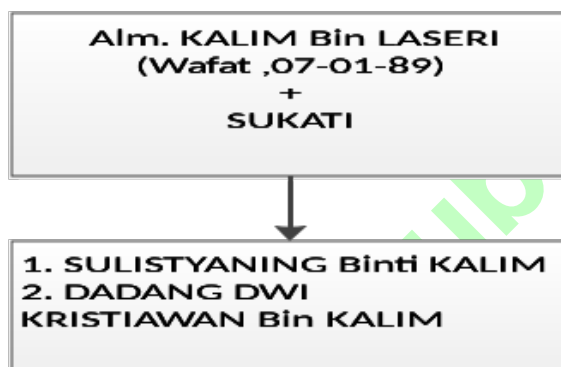 Alm. KALIM Bin LASERI
(Wafat ,07-01-89)
+
SUKATI
1. SULISTYANING Binti KALIM
2. DADANG DWI
KRISTIAWAN Bin KALIM